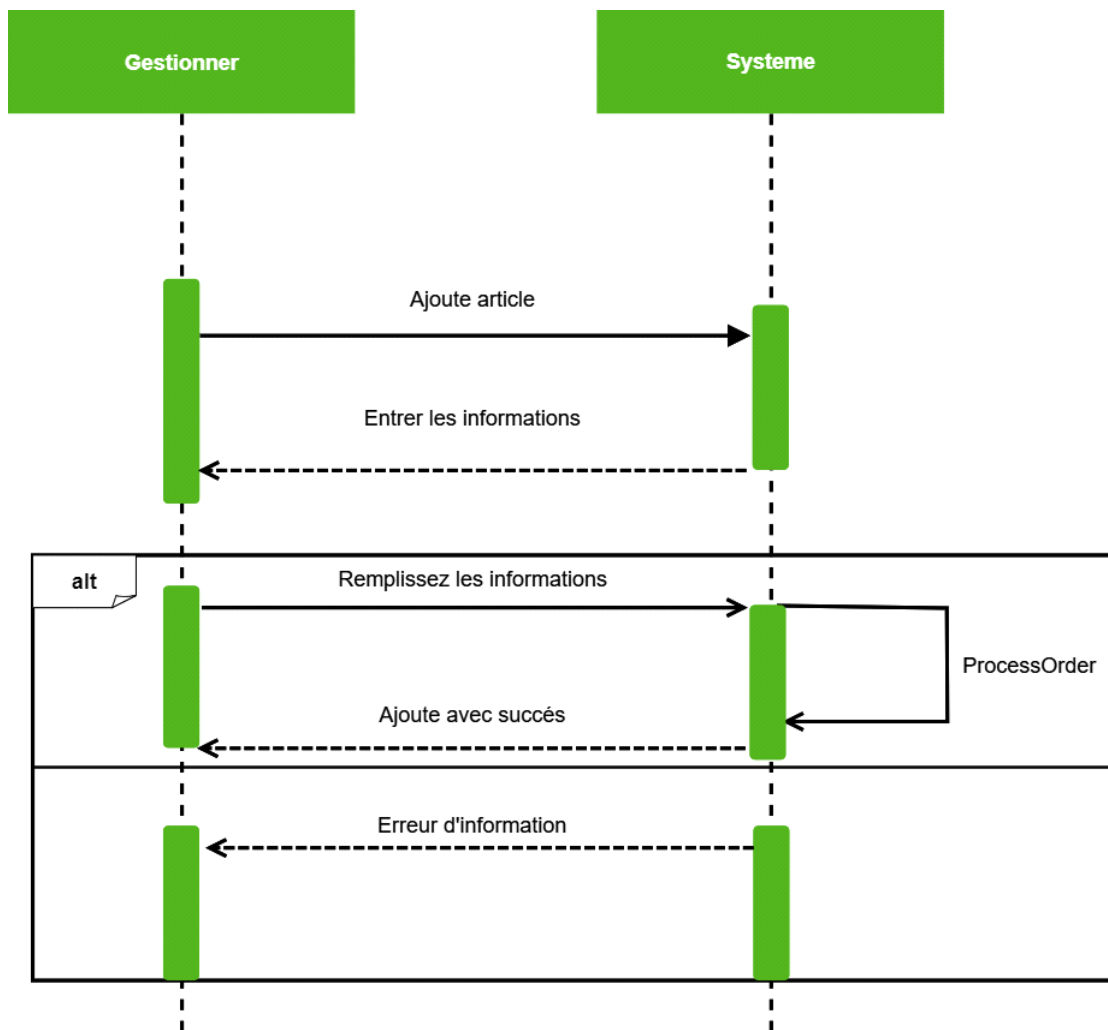 Gestionner
Systeme
Ajoute article
Entrer les informations
alt
Remplissez les informations
ProcessOrder
Ajoute avec succés
Erreur d'information